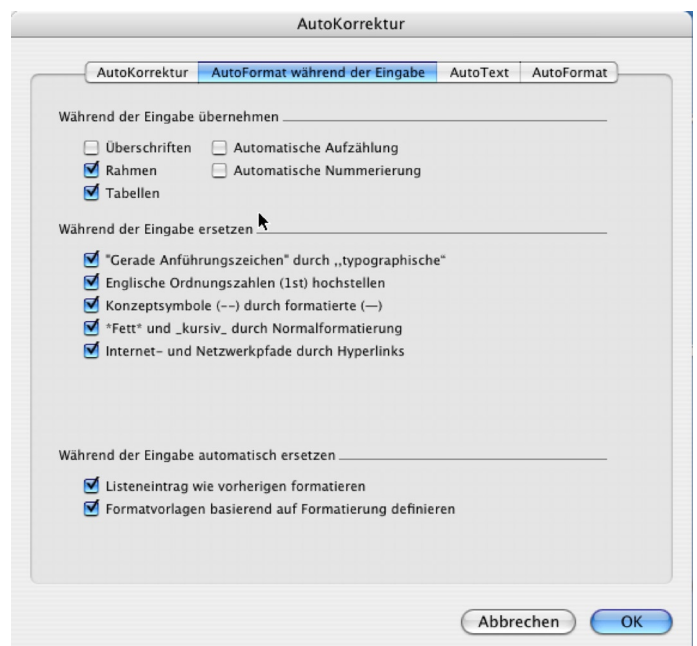 AutoKorrektur
AutoKorrektur AutoFormat während der Eingabe AutoText AutoFormat
Während der Eingabe übernehmen
Überschriften Automatische Aufzählung
Rahmen Automatische Nummerierung
Tabellen
Während der Eingabe ersetzen
"Gerade Anführungszeichen" durch ,,typographische“
Englische Ordnungszahlen (1st) hochstellen
Konzeptsymbole (--) durch formatierte (—)
*Fett* und _kursiv_ durch Normalformatierung
Internet- und Netzwerkpfade durch Hyperlinks
Während der Eingabe automatisch ersetzen
Listeneintrag wie vorherigen formatieren
Formatvorlagen basierend auf Formatierung definieren
Abbrechen OK